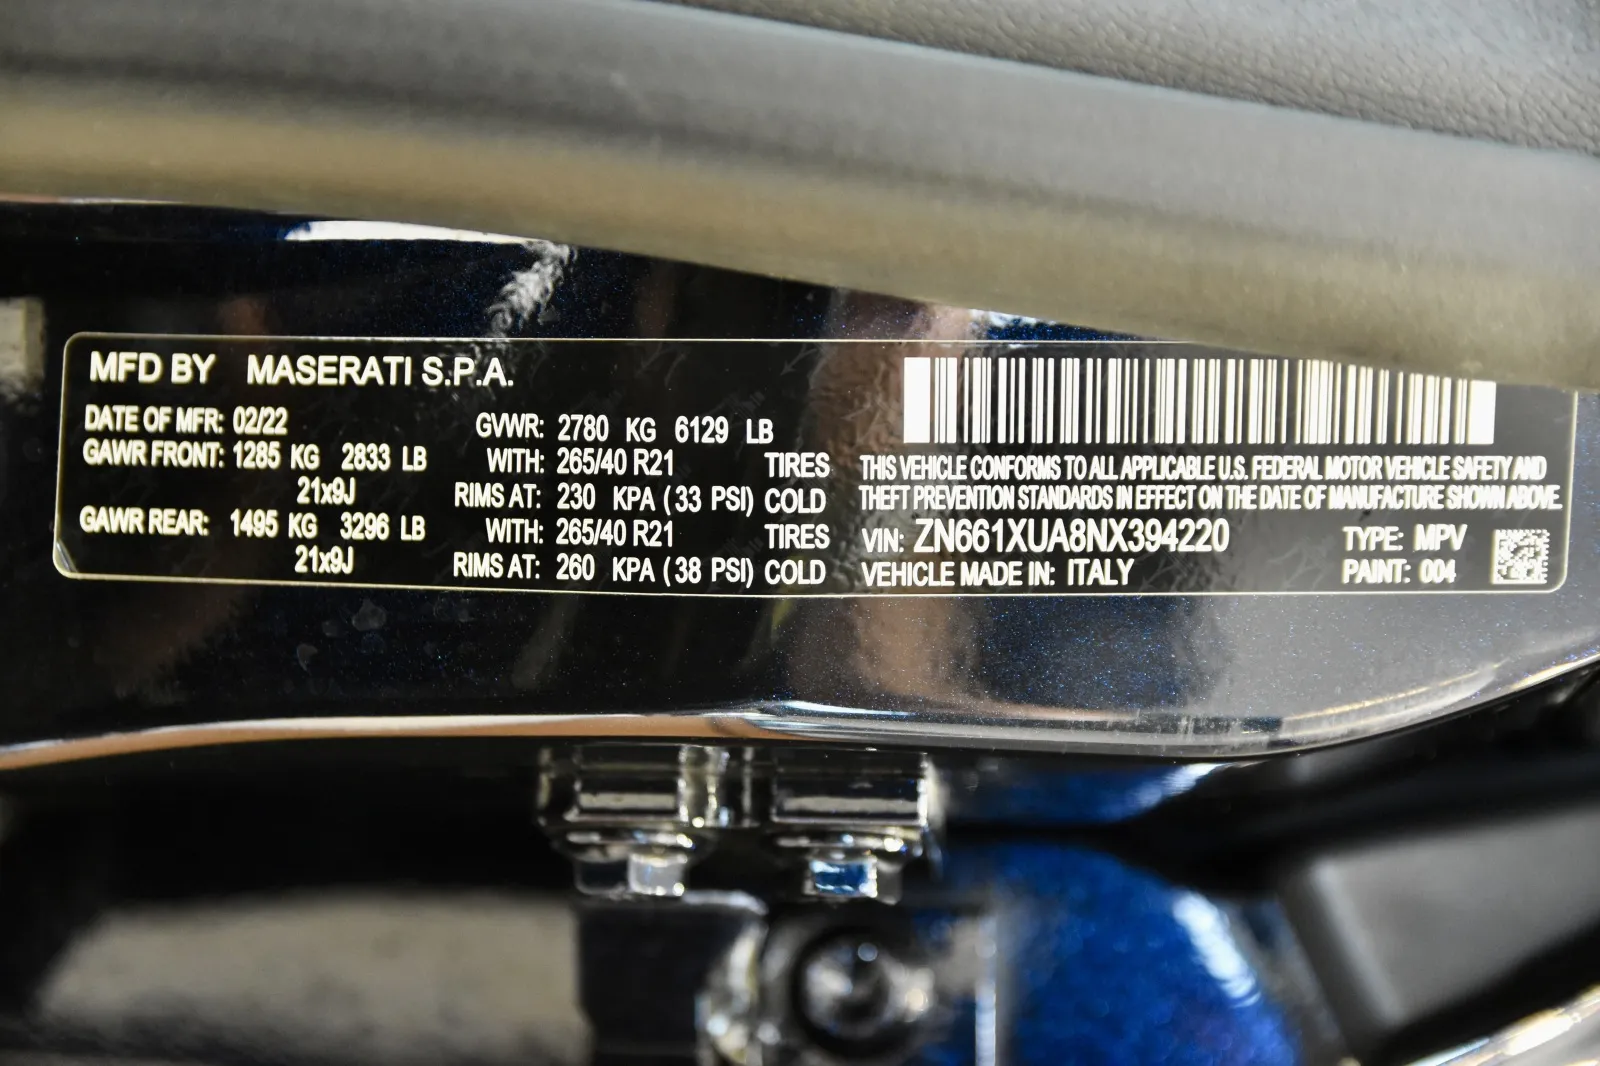 MFD BY MASERATI S.P.A.
DATE OF MFR: 02/22
GVWR: 2780 KG 6129 LB
GAWR FRONT: 1285 KG 2833 LB WITH: 265/40 R21 TIRES
21x9J RIMS AT: 230 KPA ( 33 PSI) COLD
GAWR REAR: 1495 KG 3296 LB WITH: 265/40 R21 TIRES
21x9J RIMS AT: 260 KPA ( 38 PSI) COLD
THIS VEHICLE CONFORMS TO ALL APPLICABLE U.S. FEDERAL MOTOR VEHICLE SAFETY AND
THEFT PREVENTION STANDARDS IN EFFECT ON THE DATE OF MANUFACTURE SHOWN ABOVE.
VIN: ZN661XUA8NX394220 TYPE: MPV
VEHICLE MADE IN: ITALY PAINT: 004